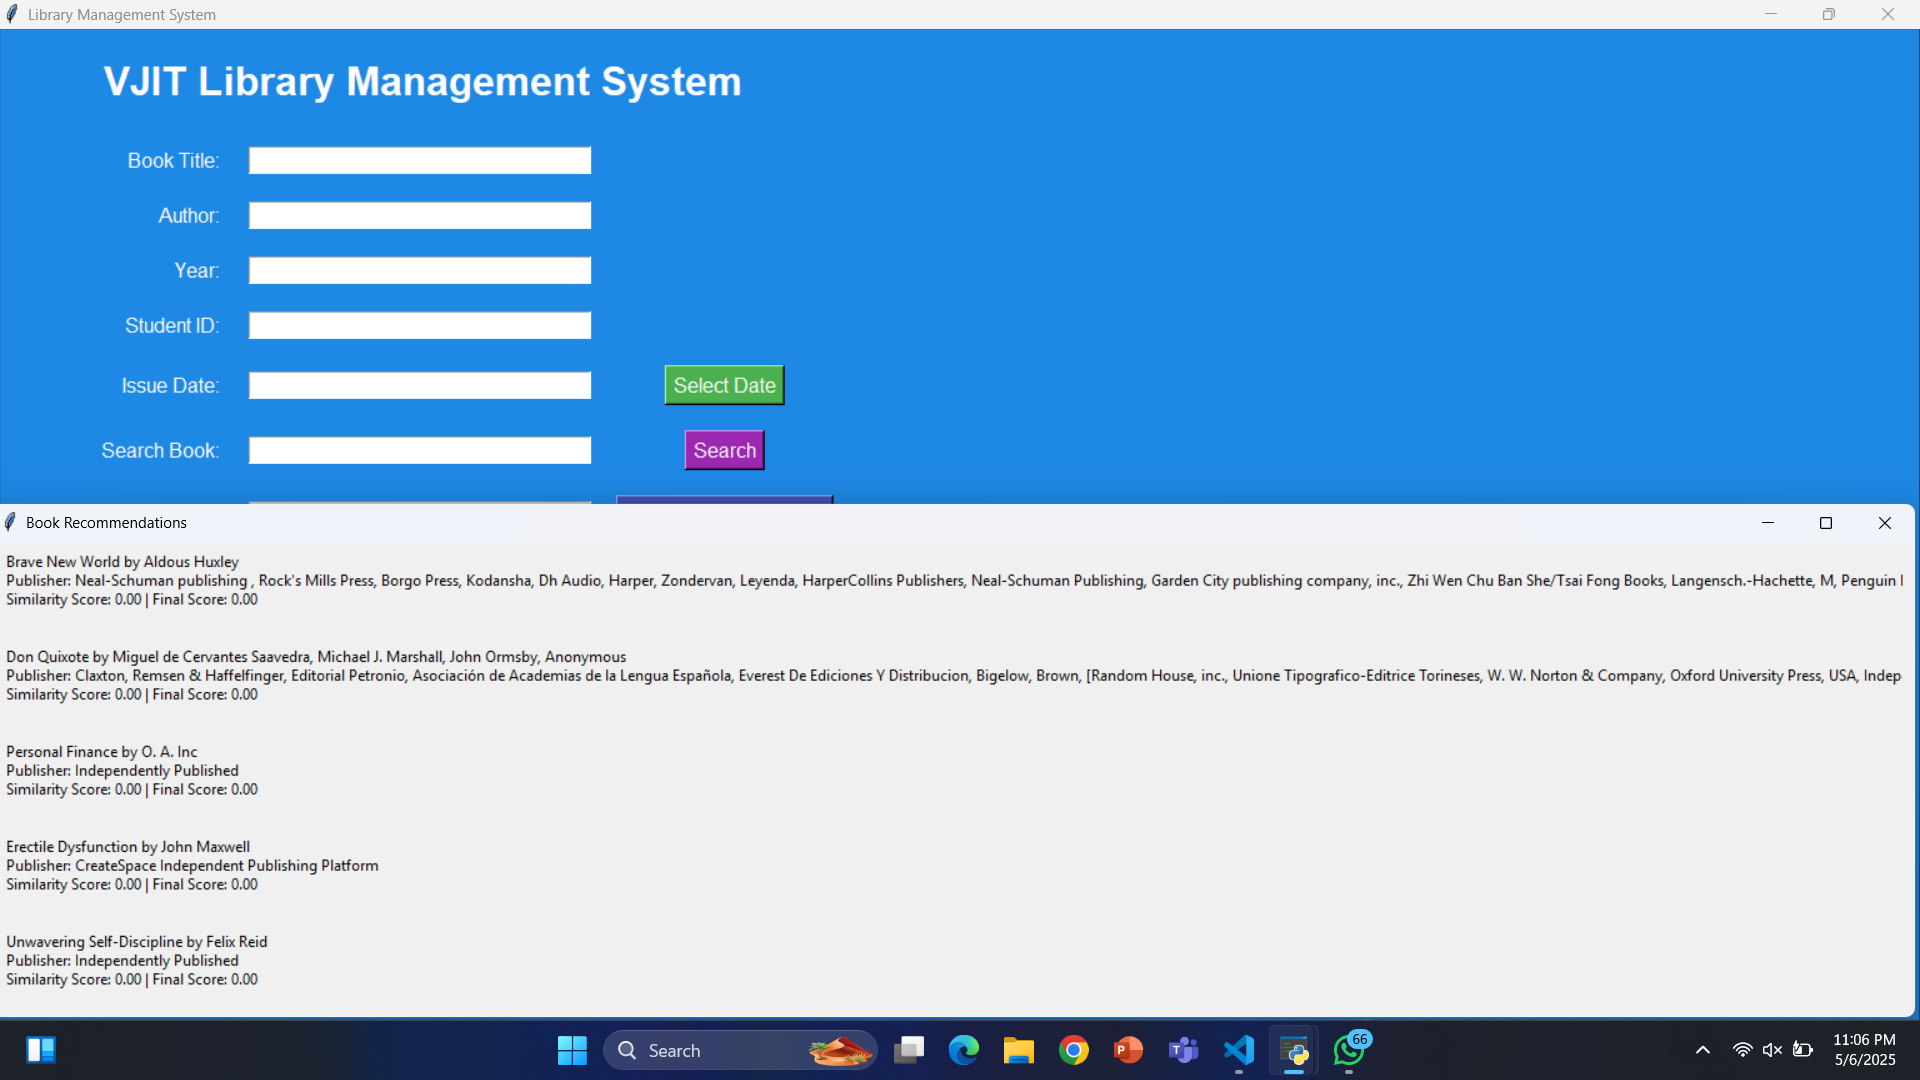 Library Management System
VJIT Library Management System
Book Title:
Author:
Year:
Student ID:
Issue Date:
Select Date
Search Book:
Search
Book Recommendations
Brave New World by Aldous Huxley
Publisher: Neal-Schuman publishing , Rock's Mills Press, Borgo Press, Kodansha, Dh Audio, Harper, Zondervan, Leyenda, HarperCollins Publishers, Neal-Schuman Publishing, Garden City publishing company, inc., Zhi Wen Chu Ban She/Tsai Fong Books, Langensch.-Hachette, M, Penguin
Similarity Score: 0.00 | Final Score: 0.00
Don Quixote by Miguel de Cervantes Saavedra, Michael J. Marshall, John Ormsby, Anonymous
Publisher: Claxton, Remsen & Haffelfinger, Editorial Petronio, Asociación de Academias de la Lengua Española, Everest De Ediciones Y Distribucion, Bigelow, Brown, [Random House, inc., Unione Tipografico-Editrice Torineses, W. W. Norton & Company, Oxford University Press, USA, Indep
Similarity Score: 0.00 | Final Score: 0.00
Personal Finance by O. A. Inc
Publisher: Independently Published
Similarity Score: 0.00 | Final Score: 0.00
Erectile Dysfunction by John Maxwell
Publisher: CreateSpace Independent Publishing Platform
Similarity Score: 0.00 | Final Score: 0.00
Unwavering Self-Discipline by Felix Reid
Publisher: Independently Published
Similarity Score: 0.00 | Final Score: 0.00
Search
66
11:06 PM
5/6/2025